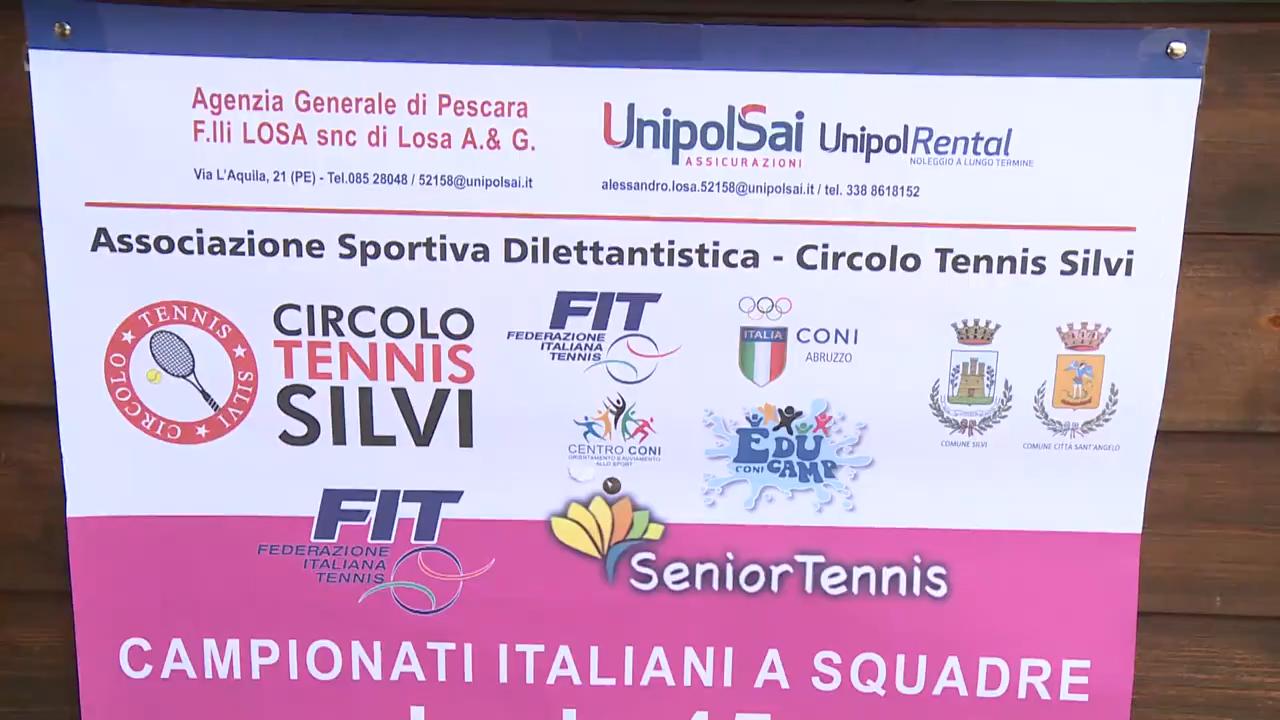 Agenzia Generale di Pescara
F.lli LOSA snc di Losa A.& G.
Via L'Aquila, 21 (PE) - Tel.085 28048 / 52158@unipolsai.it
UnipolSai
ASSICURAZIONI
UnipolRental
NOLEGGIO A LUNGO TERMINE
alessandro.losa.52158@unipolsai.it / tel. 338 8618152
Associazione Sportiva Dilettantistica - Circolo Tennis Silvi
CIRCOLO TENNIS SILVI
CIRCOLO
TENNIS
SILVI
FIT
FEDERAZIONE
ITALIANA
TENNIS
ITALIA
CONI
ABRUZZO
CENTRO CONI
ORIENTAMENTO E AVVIAMENTO
ALLO SPORT
EDU
CONI CAMP
COMUNE SILVI
COMUNE CITTÀ SANT'ANGELO
FIT
FEDERAZIONE
ITALIANA
TENNIS
SeniorTennis
CAMPIONATI ITALIANI A SQUADRE